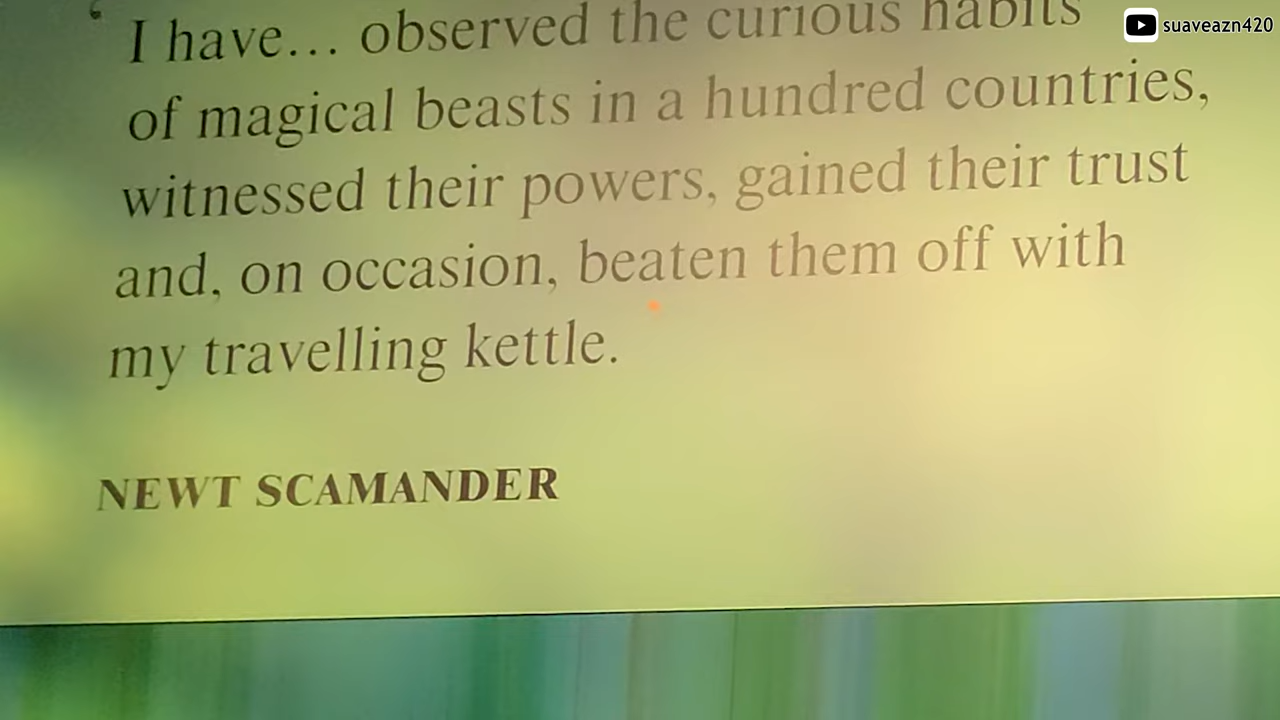 suaveazn420
‘I have... observed the curious habits
of magical beasts in a hundred countries,
witnessed their powers, gained their trust
and, on occasion, beaten them off with
my travelling kettle.
NEWT SCAMANDER